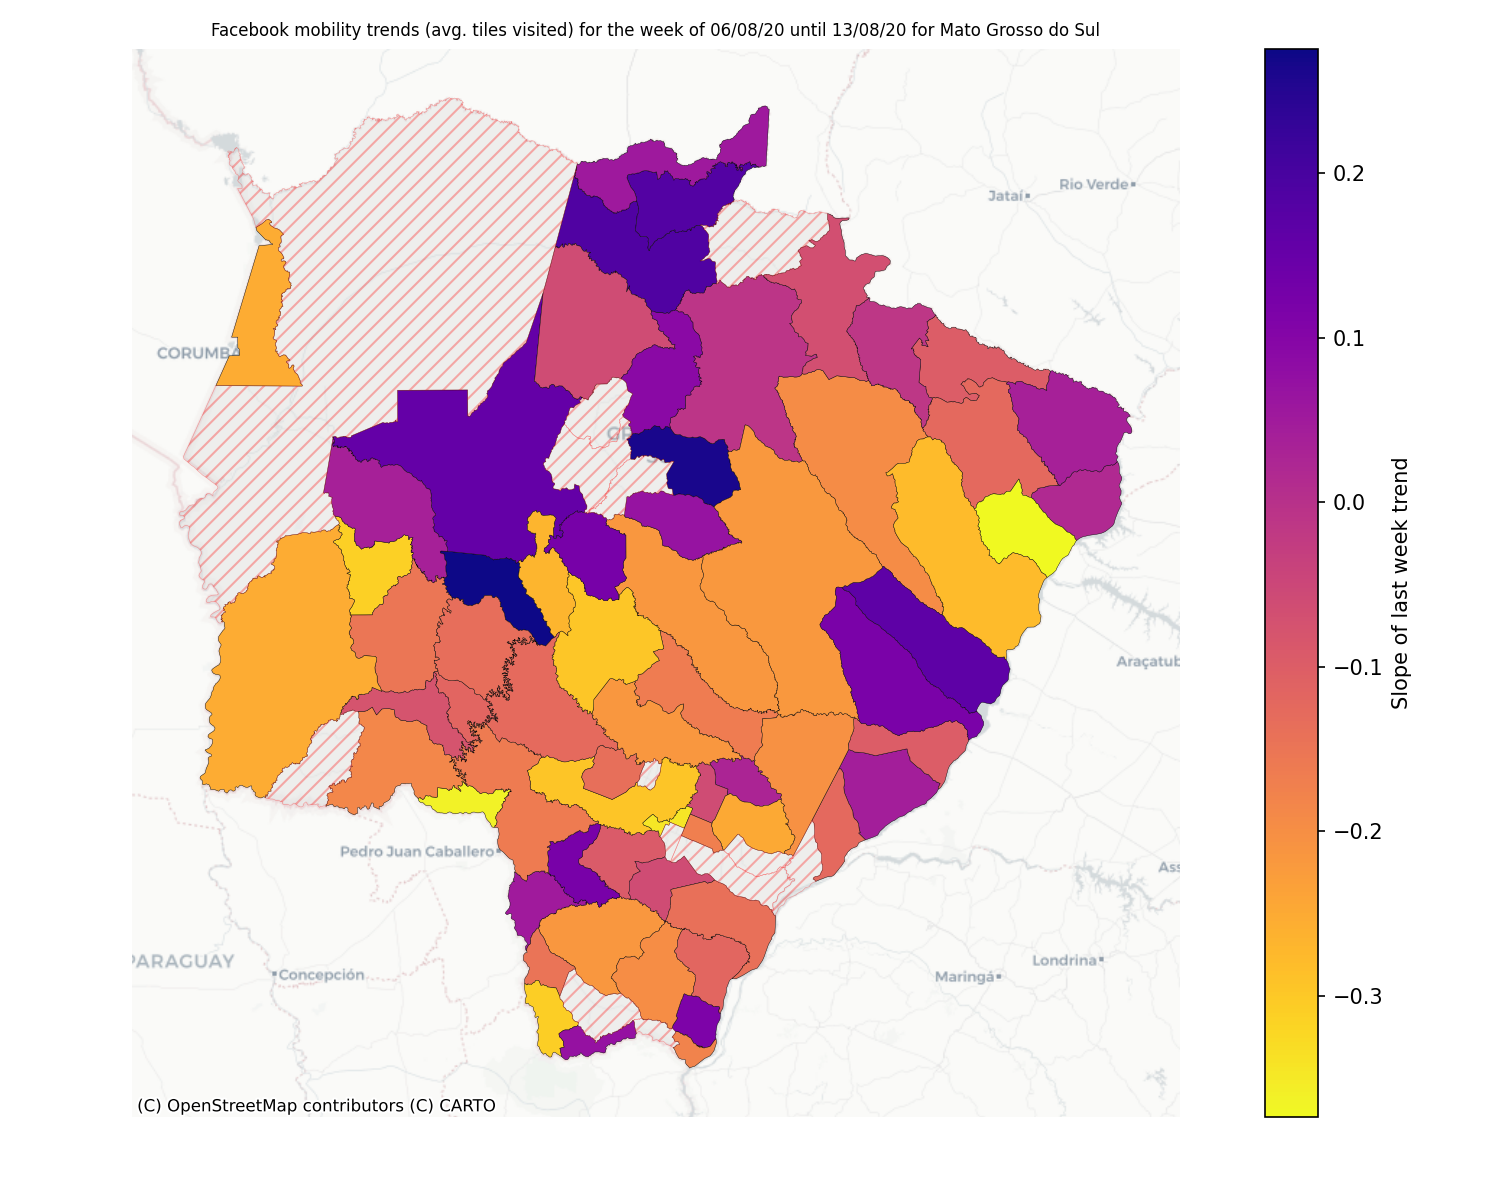 Facebook mobility trends (avg. tiles visited) for the week of 06/08/20 until 13/08/20 for Mato Grosso do Sul
Jataí
Rio Verde
0.2
0.1
CORUMBÁ
0.0
Slope of last week trend
Araçatub
−0.1
−0.2
Pedro Juan Caballero
Ass
PARAGUAY
Concepción
Londrina
Maringá
−0.3
(C) OpenStreetMap contributors (C) CARTO